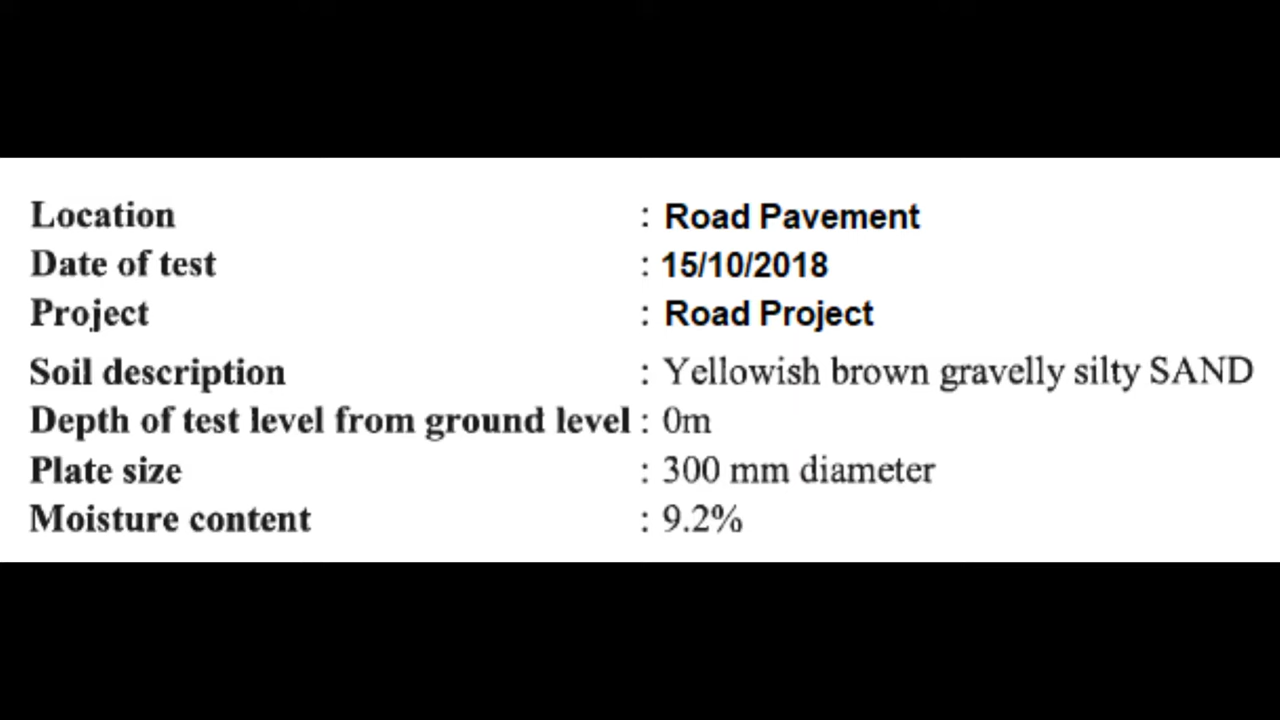 Location : Road Pavement
Date of test : 15/10/2018
Project : Road Project
Soil description : Yellowish brown gravelly silty SAND
Depth of test level from ground level : 0m
Plate size : 300 mm diameter
Moisture content : 9.2%